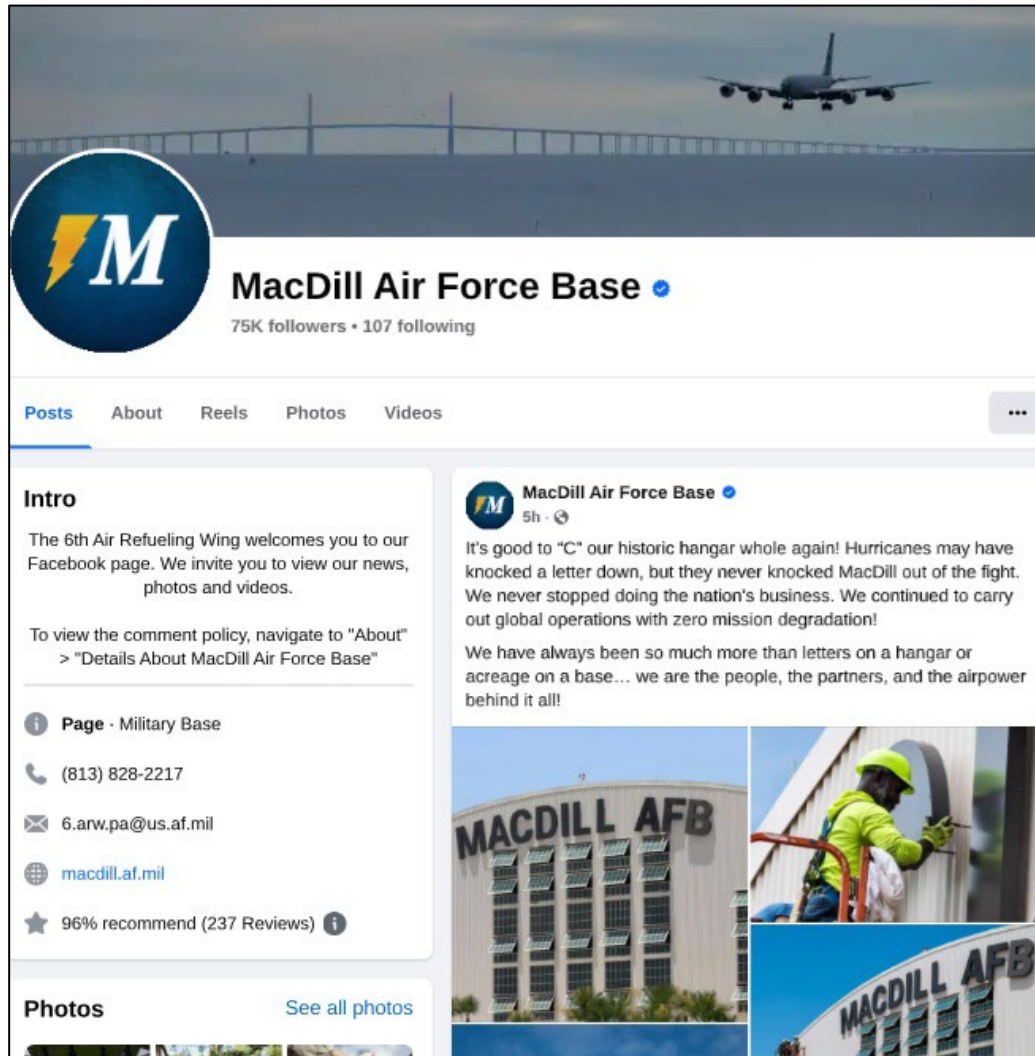 M
MacDill Air Force Base
75K followers • 107 following
Posts
About
Reels
Photos
Videos
...
Intro
The 6th Air Refueling Wing welcomes you to our
Facebook page. We invite you to view our news,
photos and videos.
To view the comment policy, navigate to "About"
> "Details About MacDill Air Force Base"
Page · Military Base
(813) 828-2217
6.arw.pa@us.af.mil
macdill.af.mil
96% recommend (237 Reviews)
Photos
See all photos
M
MacDill Air Force Base
5h ·
It's good to "C" our historic hangar whole again! Hurricanes may have
knocked a letter down, but they never knocked MacDill out of the fight.
We never stopped doing the nation's business. We continued to carry
out global operations with zero mission degradation!
We have always been so much more than letters on a hangar or
acreage on a base… we are the people, the partners, and the airpower
behind it all!
MACDILL AFB
MACDILL AFB